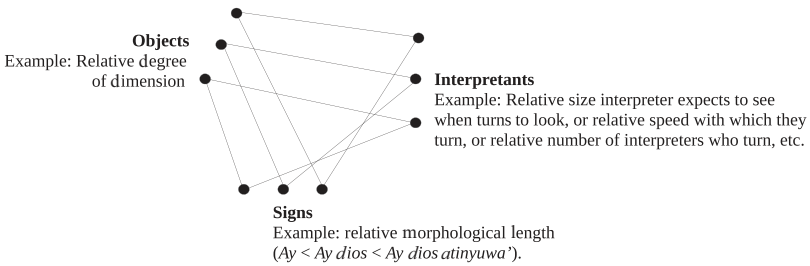 Objects
Example: Relative degree
of dimension
Interpretants
Example: Relative size interpreter expects to see
when turns to look, or relative speed with which they
turn, or relative number of interpreters who turn, etc.
Signs
Example: relative morphological length
(Ay < Ay dios < Ay dios atinyuwa’).